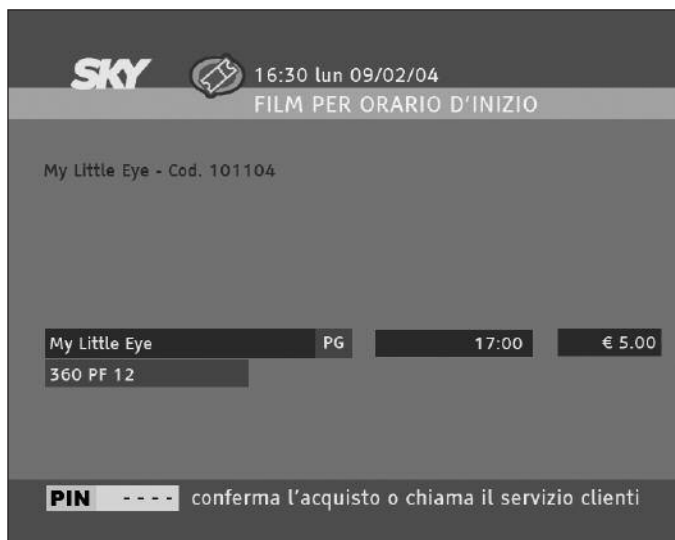 SKY 16:30 lun 09/02/04
FILM PER ORARIO D'INIZIO
My Little Eye - Cod. 101104
My Little Eye PG 17:00 € 5.00
360 PF 12
PIN - - - - conferma l'acquisto o chiama il servizio clienti